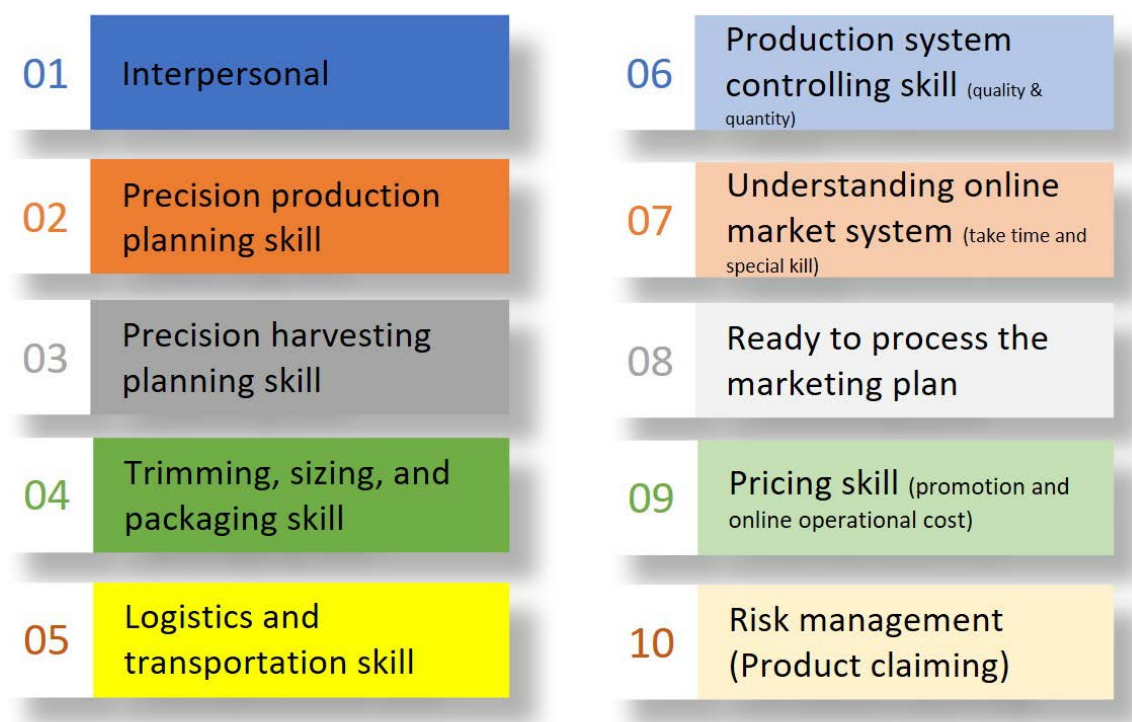 01
Interpersonal
02
Precision production
planning skill
03
Precision harvesting
planning skill
04
Trimming, sizing, and
packaging skill
05
Logistics and
transportation skill
06
Production system
controlling skill (quality &
quantity)
07
Understanding online
market system (take time and
special kill)
08
Ready to process the
marketing plan
09
Pricing skill (promotion and
online operational cost)
10
Risk management
(Product claiming)